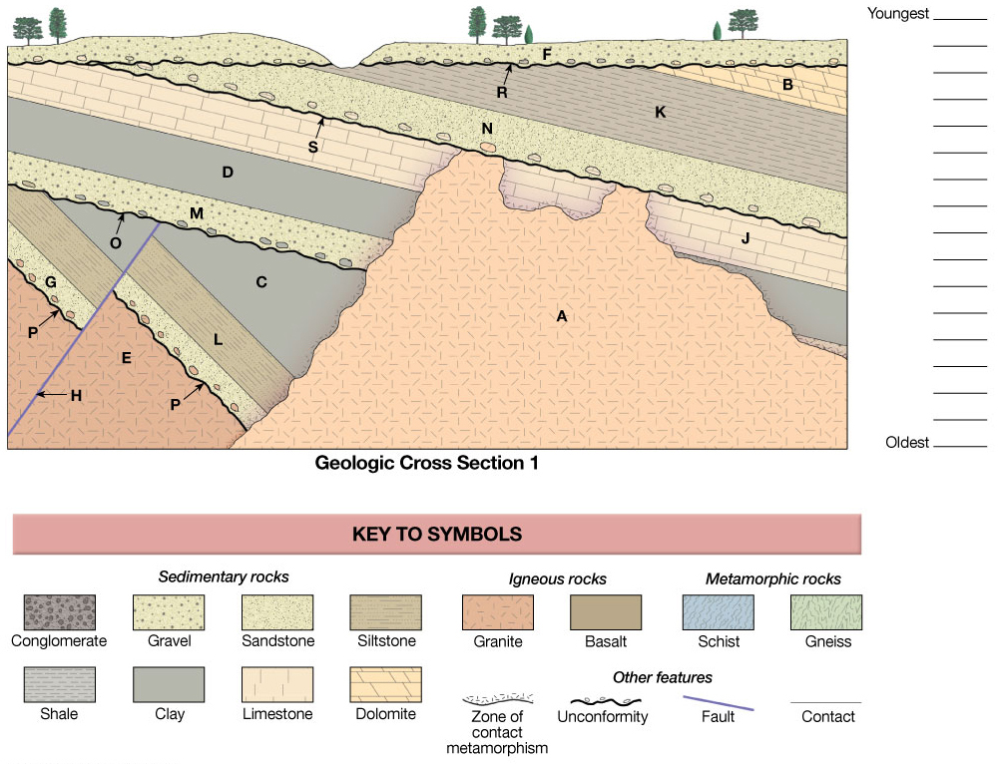 Youngest
F
B
R
K
N
S
D
M
J
O
C
G
A
P
L
E
H
P
Oldest
Geologic Cross Section 1
KEY TO SYMBOLS
Sedimentary rocks
Igneous rocks
Metamorphic rocks
Conglomerate
Gravel
Sandstone
Siltstone
Granite
Basalt
Schist
Gneiss
Other features
Shale
Clay
Limestone
Dolomite
Zone of
contact
metamorphism
Unconformity
Fault
Contact